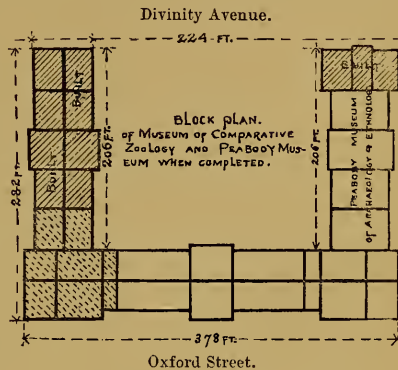 Divinity Avenue.
224 FT.
BUILT
BUILT
282 FT.
206 FT.
BLOCK PLAN.
OF MUSEUM OF COMPARATIVE
ZOOLOGY AND PEABODY MUS-
EUM WHEN COMPLETED.
206 FT.
BUILT
PEABODY MUSEUM
OF ARCHAEOLOGY & ETHNOLOGY
378 FT.
Oxford Street.